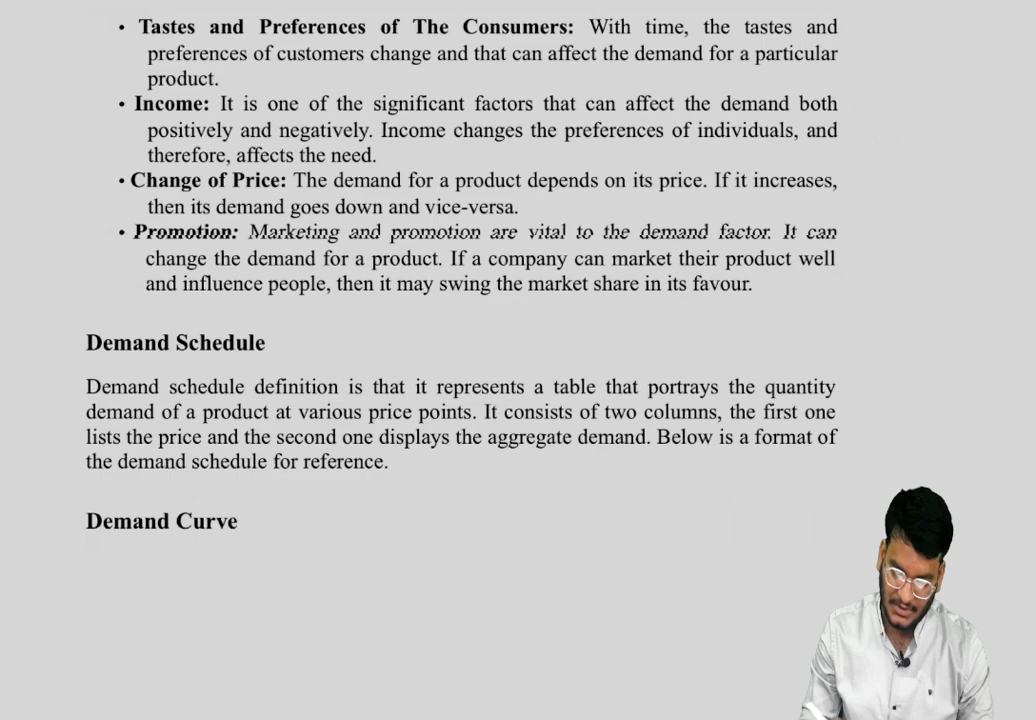 • Tastes and Preferences of The Consumers: With time, the tastes and
preferences of customers change and that can affect the demand for a particular
product.
• Income: It is one of the significant factors that can affect the demand both
positively and negatively. Income changes the preferences of individuals, and
therefore, affects the need.
• Change of Price: The demand for a product depends on its price. If it increases,
then its demand goes down and vice-versa.
• Promotion: Marketing and promotion are vital to the demand factor. It can
change the demand for a product. If a company can market their product well
and influence people, then it may swing the market share in its favour.
Demand Schedule
Demand schedule definition is that it represents a table that portrays the quantity
demand of a product at various price points. It consists of two columns, the first one
lists the price and the second one displays the aggregate demand. Below is a format of
the demand schedule for reference.
Demand Curve